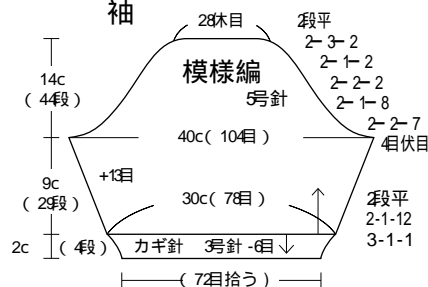 袖
28休目
2段平
2-3-2
2-1-2
2-2-2
2-1-8
2-2-7
4目伏目
模様編
5号針
14c
(44段)
40c(104目)
+13目
9c
(29段)
30c(78目)
2段平
2-1-12
3-1-1
2c
(4段)
カギ針 3号針 -6目
(72目拾う)